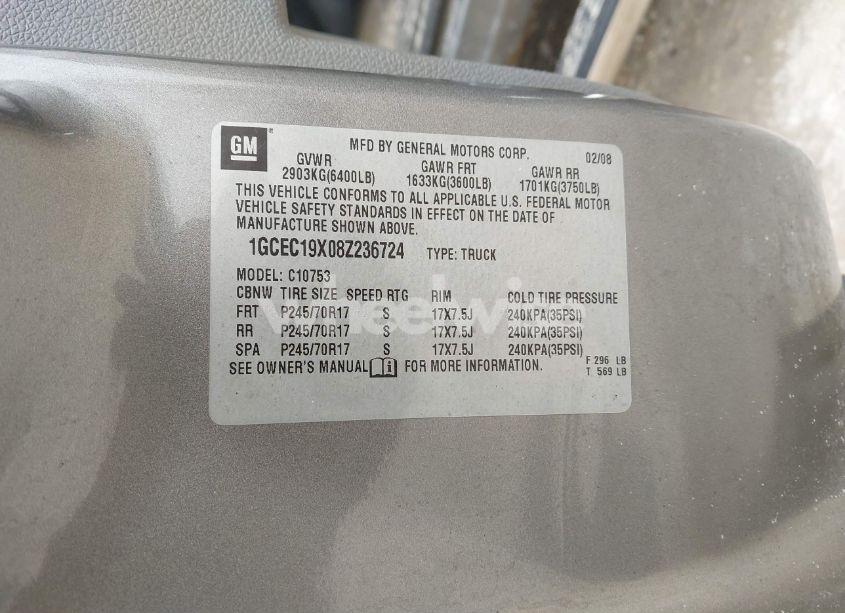 GM
MFD BY GENERAL MOTORS CORP. 02/08
GVWR GAWR FRT GAWR RR
2903KG(6400LB) 1633KG(3600LB) 1701KG(3750LB)
THIS VEHICLE CONFORMS TO ALL APPLICABLE U.S. FEDERAL MOTOR
VEHICLE SAFETY STANDARDS IN EFFECT ON THE DATE OF
MANUFACTURE SHOWN ABOVE.
1GCEC19X08Z236724 TYPE: TRUCK
MODEL: C10753
CBNW TIRE SIZE SPEED RTG RIM COLD TIRE PRESSURE
FRT P245/70R17 S 17X7.5J 240KPA(35PSI)
RR P245/70R17 S 17X7.5J 240KPA(35PSI)
SPA P245/70R17 S 17X7.5J 240KPA(35PSI)
SEE OWNER'S MANUAL FOR MORE INFORMATION.
F 296 LB
T 569 LB